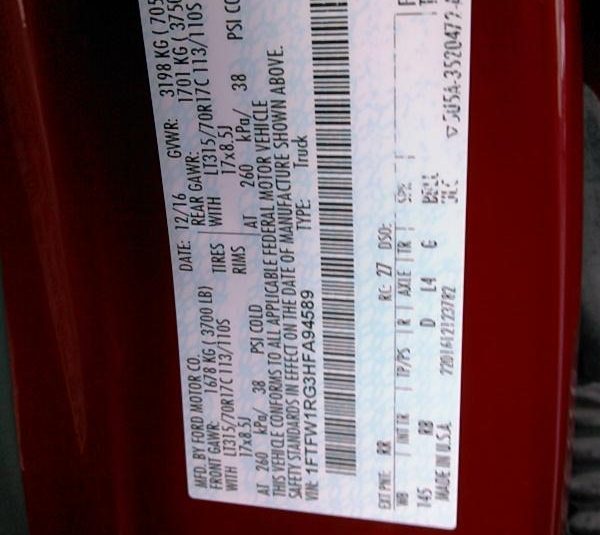 MFD. BY FORD MOTOR CO.
DATE: 12/16 GVWR: 3198 KG ( 705
FRONT GAWR: 1678 KG ( 3700 LB) REAR GAWR: 1701 KG ( 3750
WITH LT315/70R17C 113/110S TIRES WITH LT315/70R17C 113/110S
17x8.5J RIMS 17x8.5J
AT 260 kPa/ 38 PSI COLD AT 260 kPa/ 38 PSI CO
THIS VEHICLE CONFORMS TO ALL APPLICABLE FEDERAL MOTOR VEHICLE
SAFETY STANDARDS IN EFFECT ON THE DATE OF MANUFACTURE SHOWN ABOVE.
VIN: 1FTFW1RG3HFA94589 TYPE: Truck
EXT PNT: RR RC: 27 DSO:
WB INT TR TP/PS R AXLE TR SPR
145 RB D L4 G
MADE IN U.S.A. 2201612123782